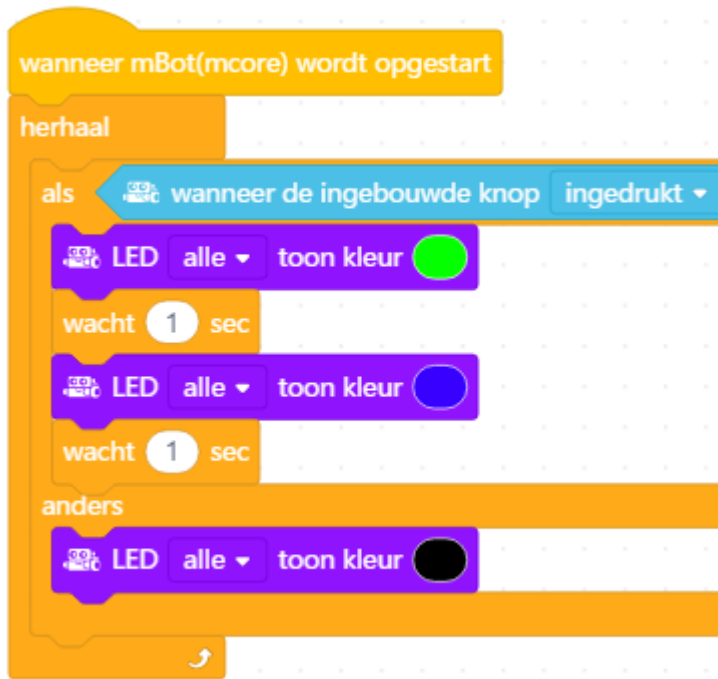 wanneer mBot(mcore) wordt opgestart
herhaal
als wanneer de ingebouwde knop ingedrukt
LED alle toon kleur
wacht 1 sec
LED alle toon kleur
wacht 1 sec
anders
LED alle toon kleur